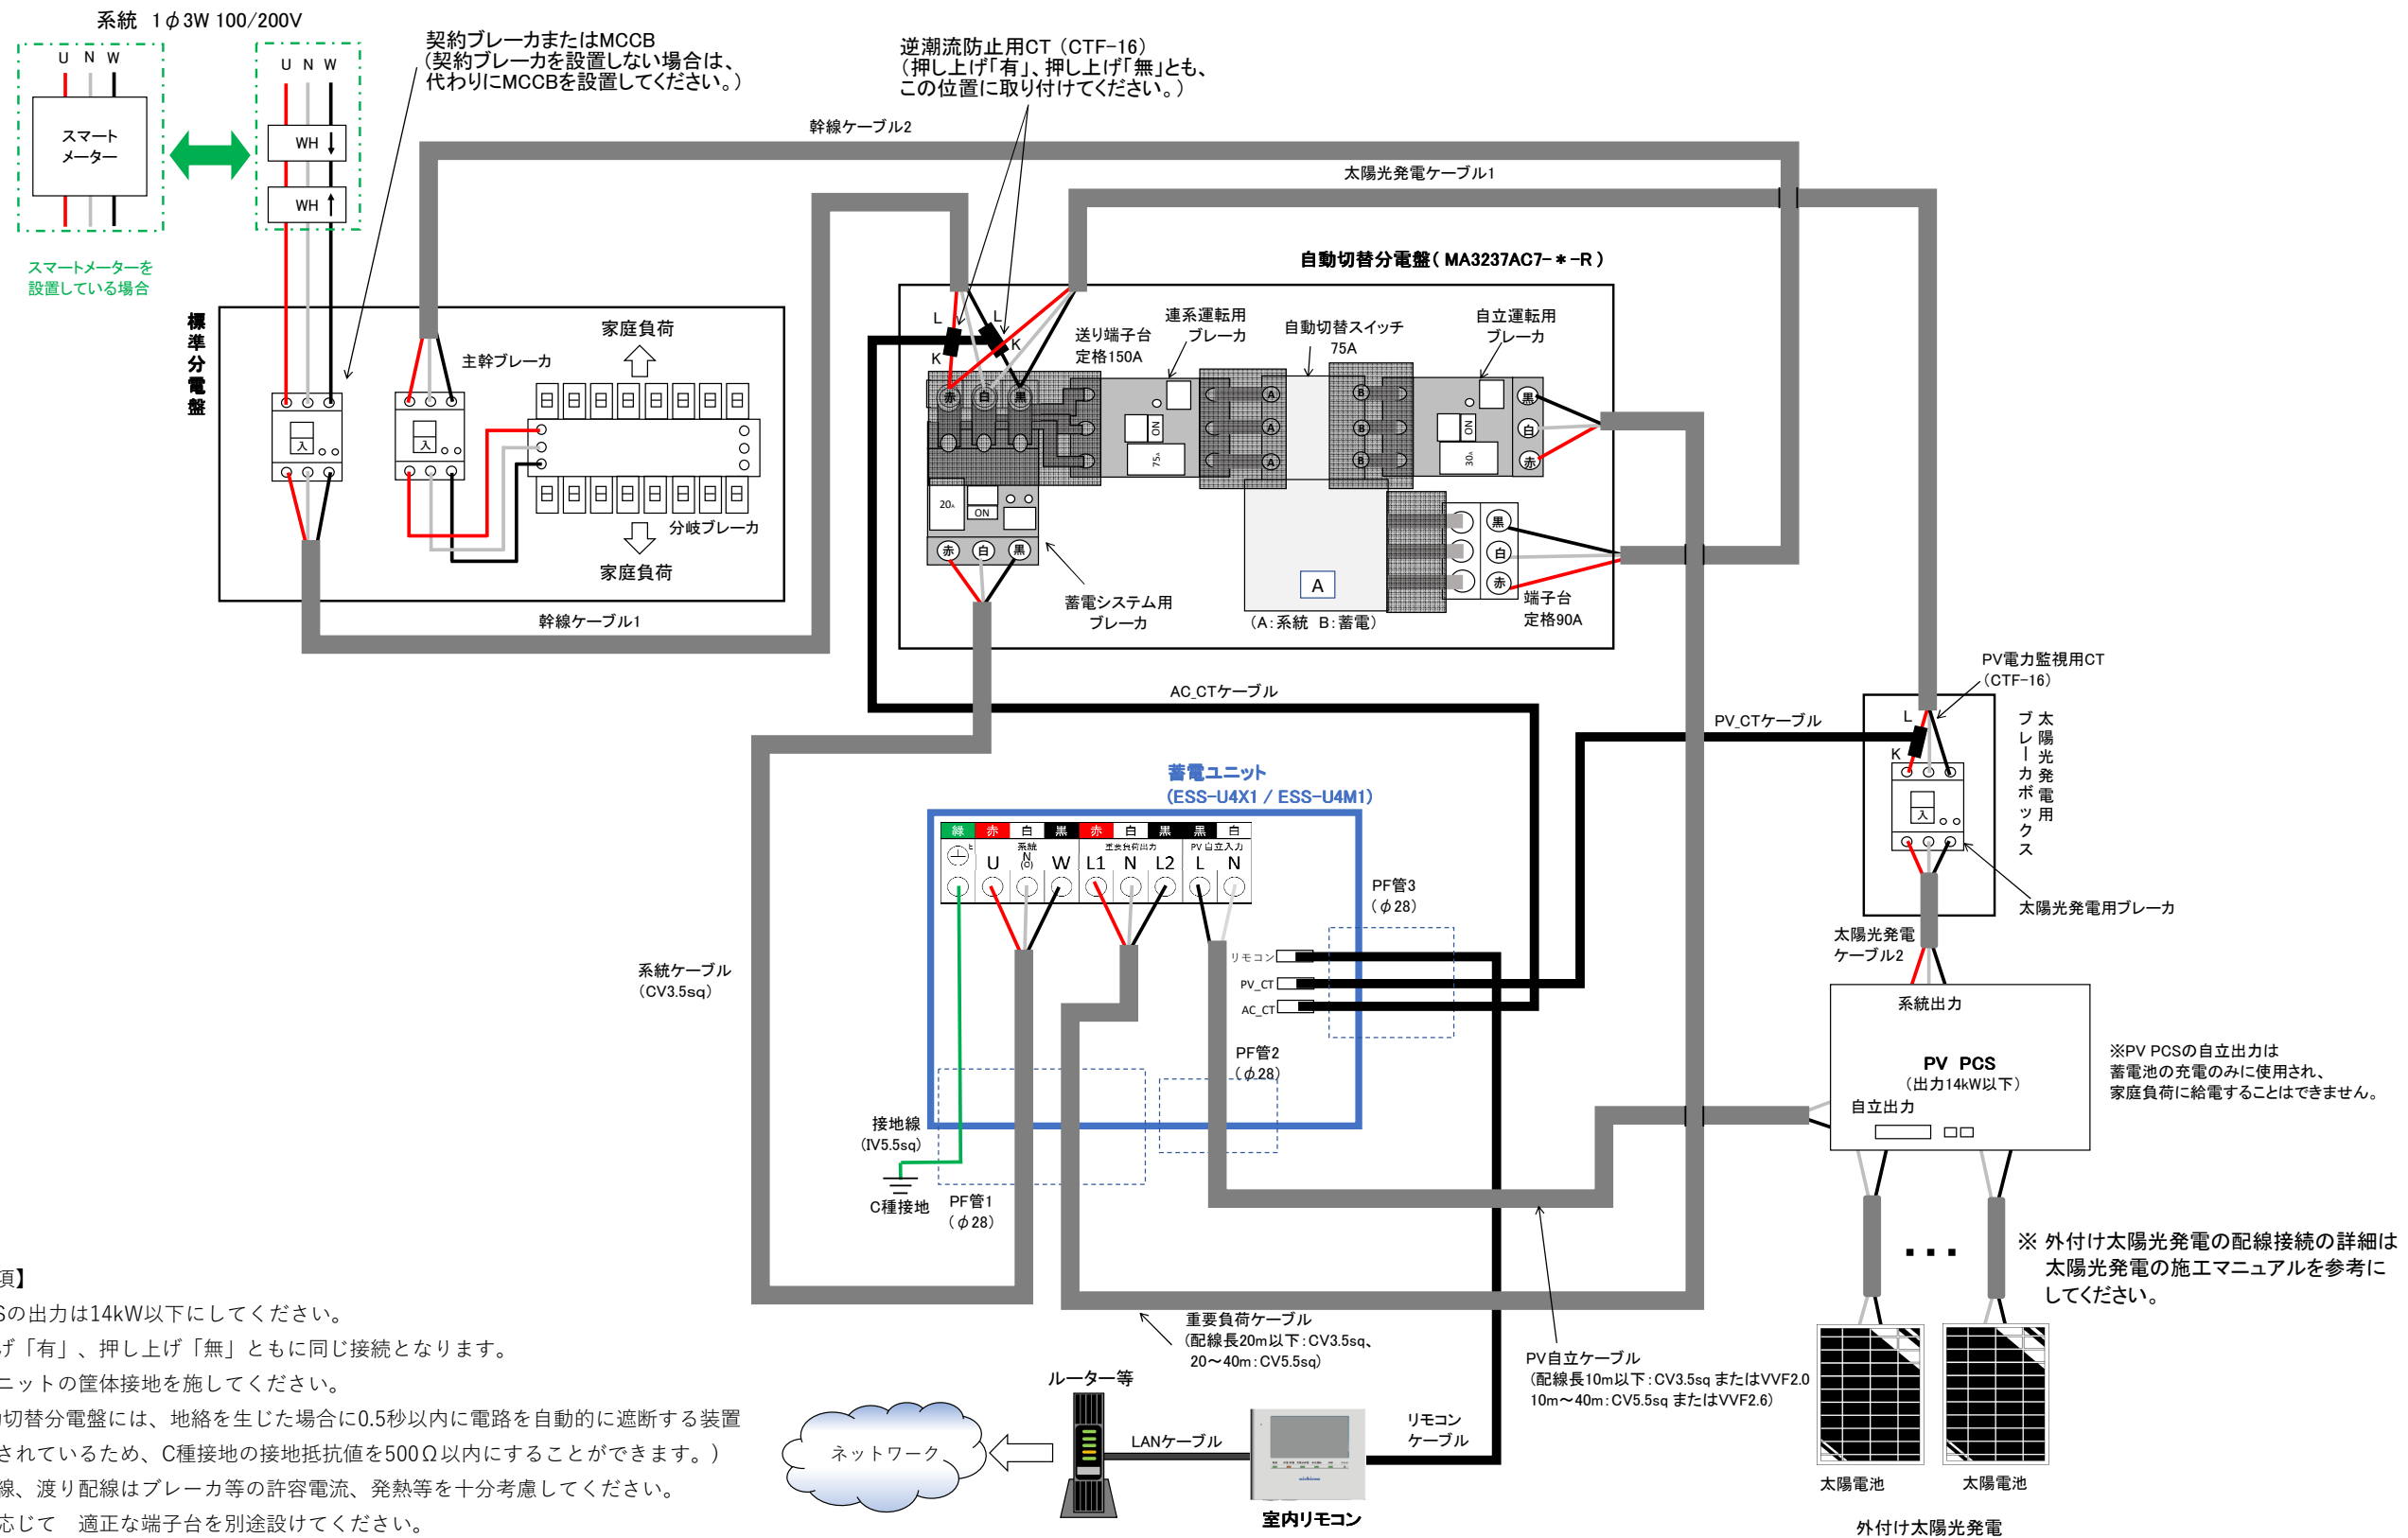 系統 1φ3W 100/200V
U N W
スマート
メーター
スマートメーターを
設置している場合
U N W
WH
WH
契約ブレーカまたはMCCB
(契約ブレーカを設置しない場合は、
代わりにMCCBを設置してください。)
逆潮流防止用CT (CTF-16)
(押し上げ「有」、押し上げ「無」とも、
この位置に取り付けてください。)
幹線ケーブル2
太陽光発電ケーブル1
標準分電盤
主幹ブレーカ
家庭負荷
入
入
分岐ブレーカ
家庭負荷
幹線ケーブル1
自動切替分電盤( MA3237AC7-*-R )
L
K
L
K
送り端子台
定格150A
連系運転用
ブレーカ
自動切替スイッチ
75A
自立運転用
ブレーカ
赤 白 黒
ON
75A
A
A
A
B
B
B
ON
30A
黒
白
赤
20A
ON
赤 白 黒
蓄電システム用
ブレーカ
A
(A:系統 B:蓄電)
黒
白
赤
端子台
定格90A
AC_CTケーブル
PV_CTケーブル
PV電力監視用CT
(CTF-16)
L
K
入
太陽光発電用
ブレーカボックス
太陽光発電用ブレーカ
太陽光発電
ケーブル2
蓄電ユニット
(ESS-U4X1 / ESS-U4M1)
緑 赤 白 黒 赤 白 黒 黒 白
系統 重要負荷出力 PV自立入力
U N(O) W L1 N L2 L N
リモコン
PV_CT
AC_CT
PF管3
(φ28)
PF管2
(φ28)
PF管1
(φ28)
接地線
(IV5.5sq)
C種接地
系統ケーブル
(CV3.5sq)
系統出力
PV PCS
(出力14kW以下)
自立出力
※PV PCSの自立出力は
蓄電池の充電のみに使用され、
家庭負荷に給電することはできません。
※ 外付け太陽光発電の配線接続の詳細は
太陽光発電の施工マニュアルを参考に
してください。
重要負荷ケーブル
(配線長20m以下:CV3.5sq、
20～40m:CV5.5sq)
PV自立ケーブル
(配線長10m以下:CV3.5sq またはVVF2.0
10m～40m:CV5.5sq またはVVF2.6)
太陽電池
太陽電池
外付け太陽光発電
ルーター等
ネットワーク
LANケーブル
リモコン
ケーブル
室内リモコン
項】
Sの出力は14kW以下にしてください。
げ「有」、押し上げ「無」ともに同じ接続となります。
ニットの筐体接地を施してください。
切替分電盤には、地絡を生じた場合に0.5秒以内に電路を自動的に遮断する装置
されているため、C種接地の接地抵抗値を500Ω以内にすることができます。)
線、渡り配線はブレーカ等の許容電流、発熱等を十分考慮してください。
応じて 適正な端子台を別途設けてください。